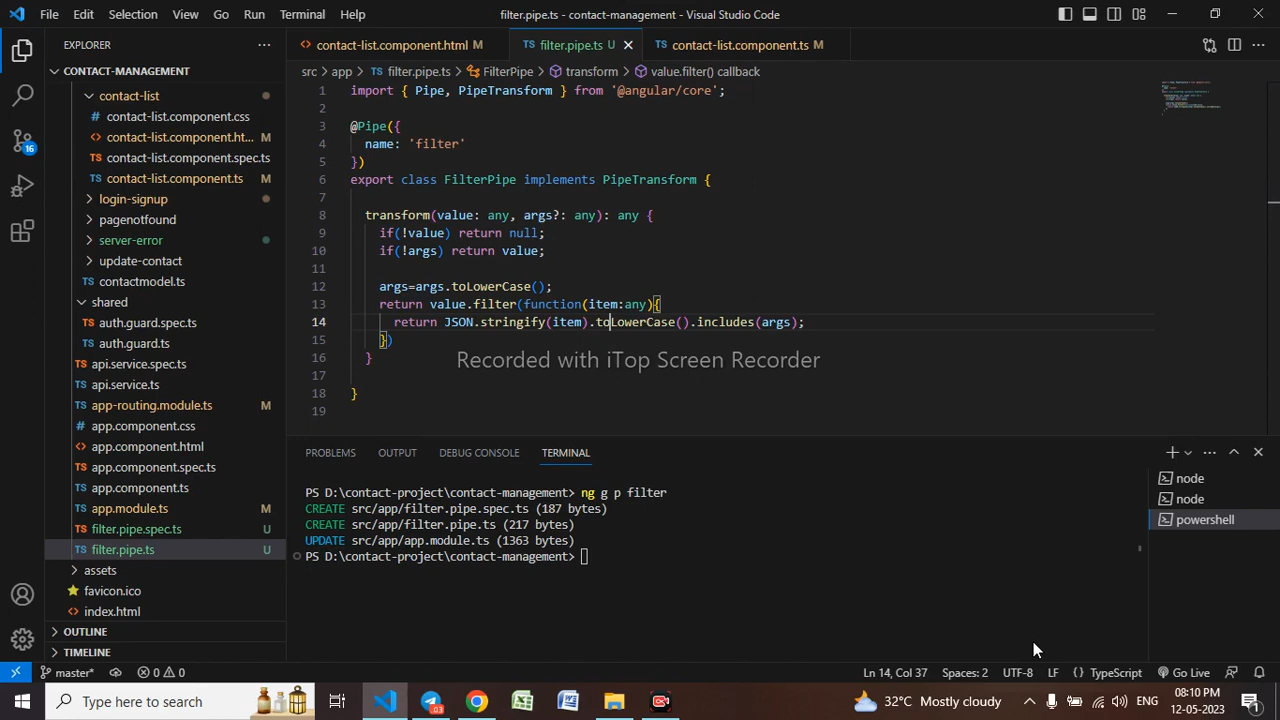 File Edit Selection View Go Run Terminal Help
filter.pipe.ts - contact-management - Visual Studio Code
EXPLORER
CONTACT-MANAGEMENT
contact-list
contact-list.component.css
contact-list.component.ht... M
contact-list.component.spec.ts
contact-list.component.ts M
login-signup
pagenotfound
server-error
update-contact
contactmodel.ts
shared
auth.guard.spec.ts
auth.guard.ts
api.service.spec.ts
api.service.ts
app-routing.module.ts M
app.component.css
app.component.html
app.component.spec.ts
app.component.ts
app.module.ts M
filter.pipe.spec.ts U
filter.pipe.ts U
assets
favicon.ico
index.html
OUTLINE
TIMELINE
16
contact-list.component.html M
filter.pipe.ts U
contact-list.component.ts M
src > app > TS filter.pipe.ts > FilterPipe > transform > value.filter() callback
1 import { Pipe, PipeTransform } from '@angular/core';
2
3 @Pipe({
4 name: 'filter'
5 })
6 export class FilterPipe implements PipeTransform {
7
8 transform(value: any, args?: any): any {
9 if(!value) return null;
10 if(!args) return value;
11
12 args=args.toLowerCase();
13 return value.filter(function(item:any){
14 return JSON.stringify(item).toLowerCase().includes(args);
15 })
16 }
17
18 }
19
Recorded with iTop Screen Recorder
PROBLEMS OUTPUT DEBUG CONSOLE TERMINAL
PS D:\contact-project\contact-management> ng g p filter
CREATE src/app/filter.pipe.spec.ts (187 bytes)
CREATE src/app/filter.pipe.ts (217 bytes)
UPDATE src/app/app.module.ts (1363 bytes)
PS D:\contact-project\contact-management>
node
node
powershell
master* 0 0
Ln 14, Col 37 Spaces: 2 UTF-8 LF {} TypeScript Go Live
Type here to search
03
32°C Mostly cloudy
ENG
08:10 PM
12-05-2023
1